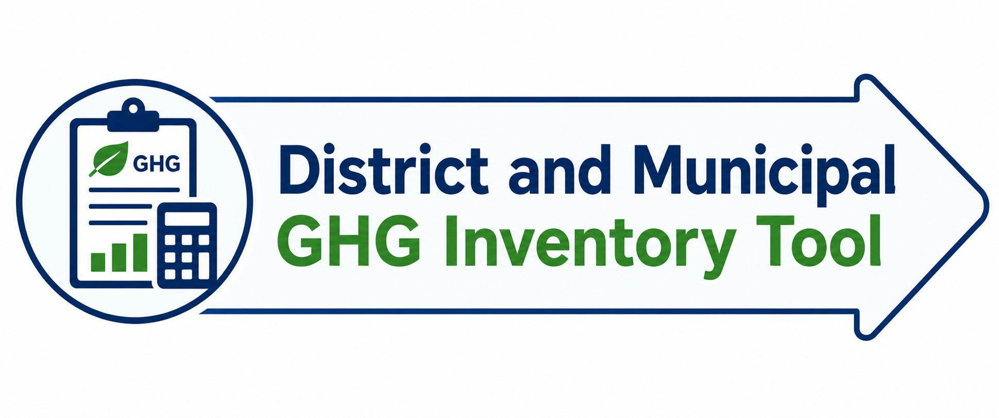 GHG
District and Municipal
GHG Inventory Tool